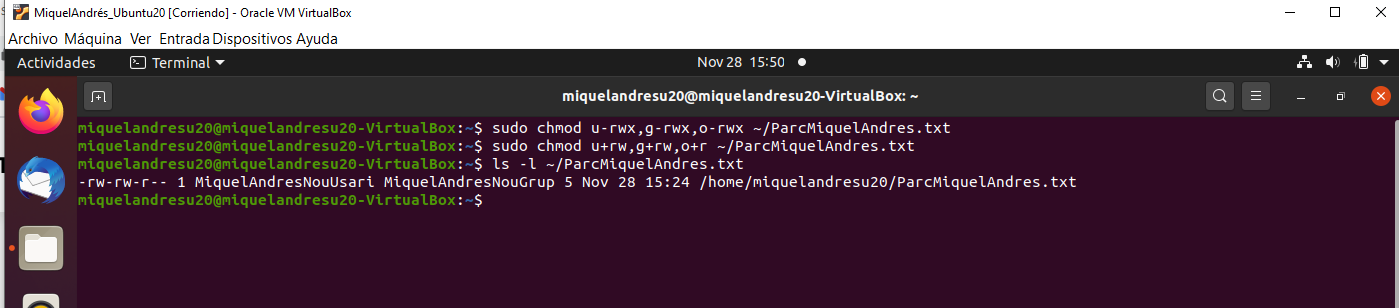 MiquelAndrés_Ubuntu20 [Corriendo] - Oracle VM VirtualBox
Archivo Máquina Ver Entrada Dispositivos Ayuda
Actividades Terminal Nov 28 15:50
miquelandresu20@miquelandresu20-VirtualBox: ~
miquelandresu20@miquelandresu20-VirtualBox:~$ sudo chmod u-rwx,g-rwx,o-rwx ~/ParcMiquelAndres.txt
miquelandresu20@miquelandresu20-VirtualBox:~$ sudo chmod u+rw,g+rw,o+r ~/ParcMiquelAndres.txt
miquelandresu20@miquelandresu20-VirtualBox:~$ ls -l ~/ParcMiquelAndres.txt
-rw-rw-r-- 1 MiquelAndresNouUsari MiquelAndresNouGrup 5 Nov 28 15:24 /home/miquelandresu20/ParcMiquelAndres.txt
miquelandresu20@miquelandresu20-VirtualBox:~$